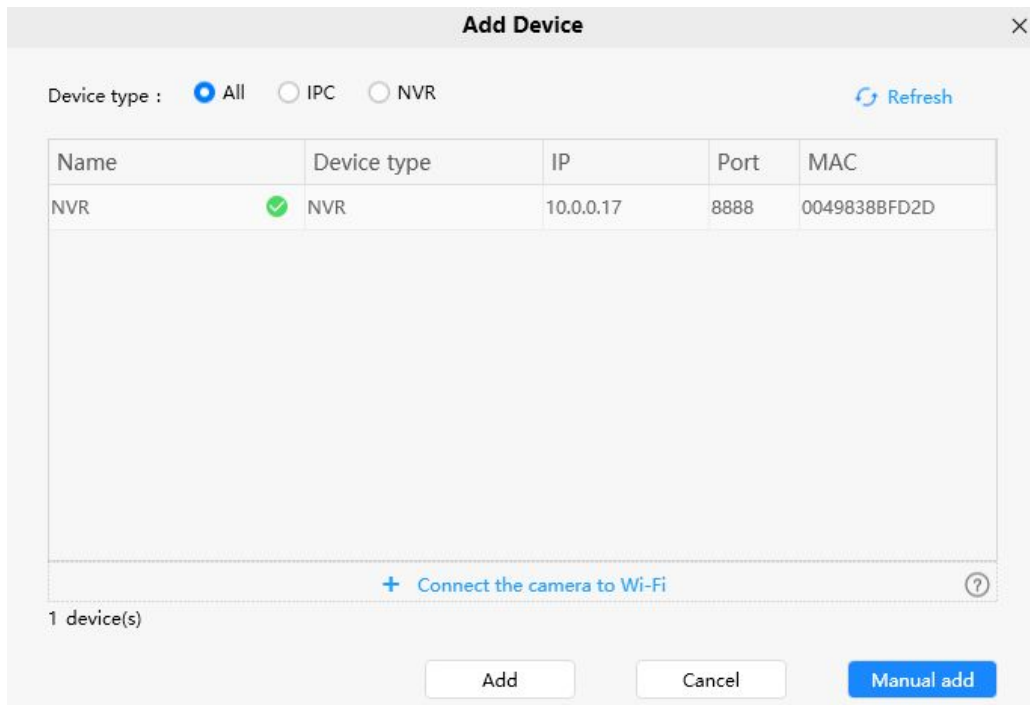 Add Device
Device type : All IPC NVR Refresh
Name Device type IP Port MAC
NVR NVR 10.0.0.17 8888 0049838BFD2D
+ Connect the camera to Wi-Fi ?
1 device(s)
Add Cancel Manual add